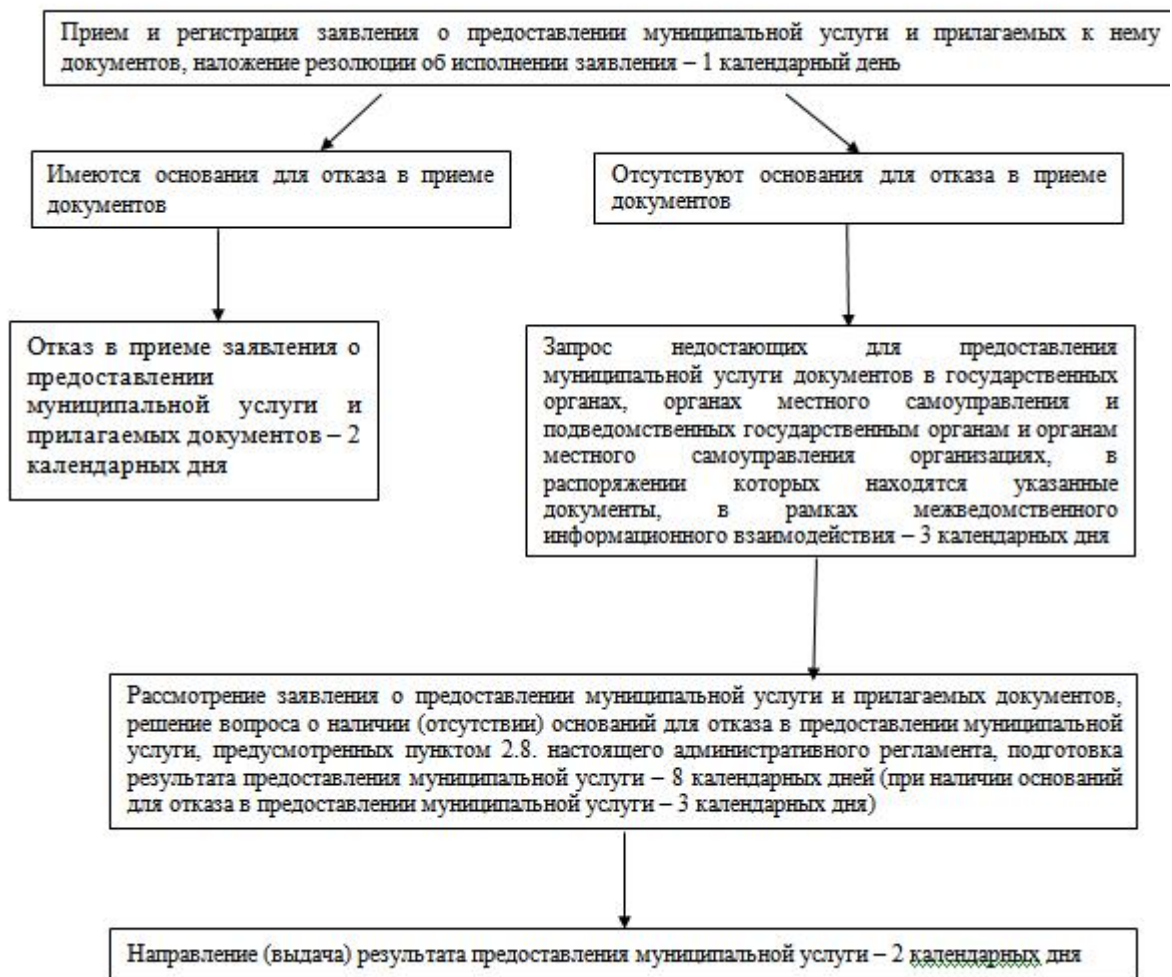 Прием и регистрация заявления о предоставлении муниципальной услуги и прилагаемых к нему
документов, наложение резолюции об исполнении заявления – 1 календарный день
Имеются основания для отказа в приеме
документов
Отсутствуют основания для отказа в приеме
документов
Отказ в приеме заявления о
предоставлении
муниципальной услуги и
прилагаемых документов – 2
календарных дня
Запрос недостающих для предоставления
муниципальной услуги документов в государственных
органах, органах местного самоуправления и
подведомственных государственным органам и органам
местного самоуправления организациях, в
распоряжении которых находятся указанные
документы, в рамках межведомственного
информационного взаимодействия – 3 календарных дня
Рассмотрение заявления о предоставлении муниципальной услуги и прилагаемых документов,
решение вопроса о наличии (отсутствии) оснований для отказа в предоставлении муниципальной
услуги, предусмотренных пунктом 2.8. настоящего административного регламента, подготовка
результата предоставления муниципальной услуги – 8 календарных дней (при наличии оснований
для отказа в предоставлении муниципальной услуги – 3 календарных дня)
Направление (выдача) результата предоставления муниципальной услуги – 2 календарных дня